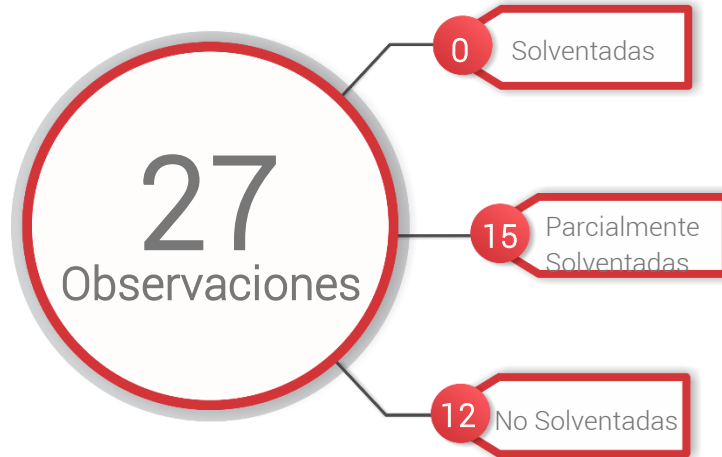 27
Observaciones
0
Solventadas
15
Parcialmente
Solventadas
12
No Solventadas